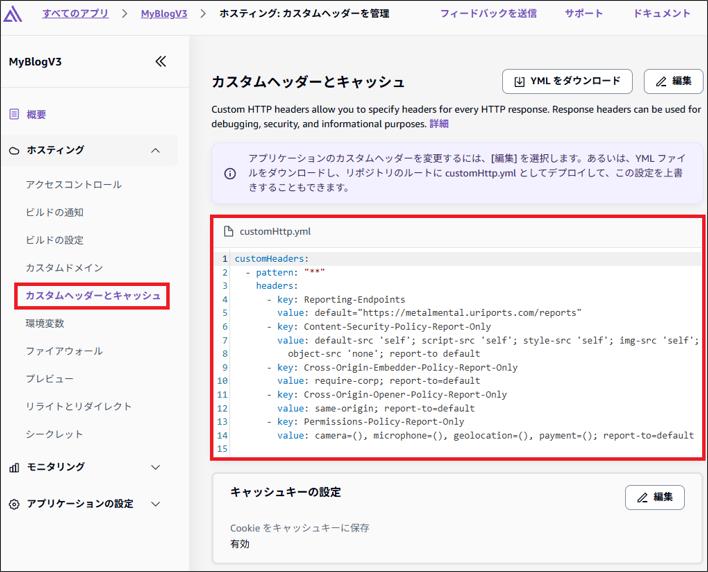 すべてのアプリ
MyBlogV3
ホスティング: カスタムヘッダーを管理
フィードバックを送信
サポート
ドキュメント
MyBlogV3
概要
ホスティング
アクセスコントロール
ビルドの通知
ビルドの設定
カスタムドメイン
カスタムヘッダーとキャッシュ
環境変数
ファイアウォール
プレビュー
リライトとリダイレクト
シークレット
モニタリング
アプリケーションの設定
カスタムヘッダーとキャッシュ
YML をダウンロード
編集
Custom HTTP headers allow you to specify headers for every HTTP response. Response headers can be used for
debugging, security, and informational purposes. 詳細
アプリケーションのカスタムヘッダーを変更するには、[編集] を選択します。あるいは、YML ファイ
ルをダウンロードし、リポジトリのルートに customHttp.yml としてデプロイして、この設定を上書
きすることもできます。
customHttp.yml
1 customHeaders:
2 - pattern: "**"
3 headers:
4 - key: Reporting-Endpoints
5 value: default="https://metalmental.uriports.com/reports"
6 - key: Content-Security-Policy-Report-Only
7 value: default-src 'self'; script-src 'self'; style-src 'self'; img-src 'self';
8 object-src 'none'; report-to default
9 - key: Cross-Origin-Embedder-Policy-Report-Only
10 value: require-corp; report-to=default
11 - key: Cross-Origin-Opener-Policy-Report-Only
12 value: same-origin; report-to=default
13 - key: Permissions-Policy-Report-Only
14 value: camera=(), microphone=(), geolocation=(), payment=(); report-to=default
15
キャッシュキーの設定
編集
Cookie をキャッシュキーに保存
有効